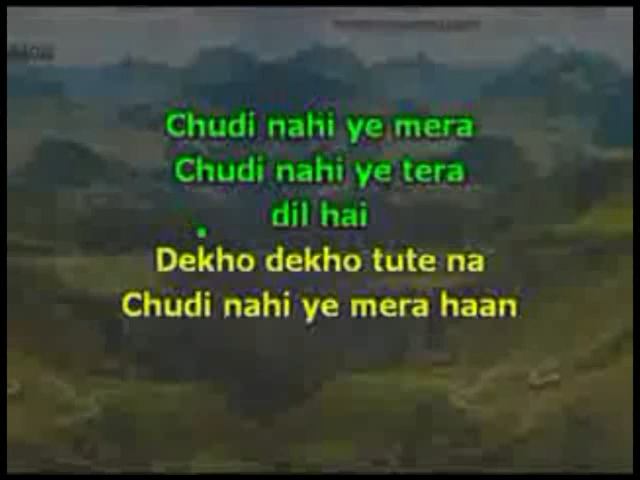 Chudi nahi ye mera
Chudi nahi ye tera
dil hai
Dekho dekho tute na
Chudi nahi ye mera haan